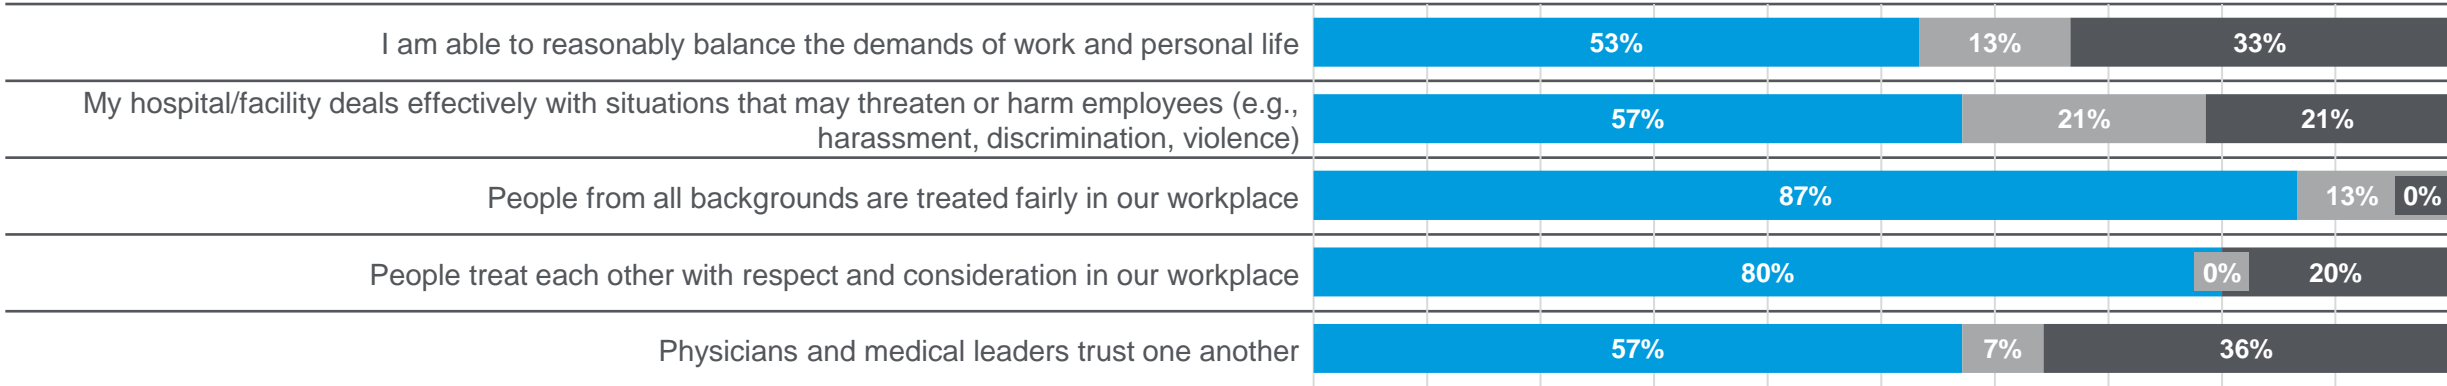 I am able to reasonably balance the demands of work and personal life 53% 13% 33%
My hospital/facility deals effectively with situations that may threaten or harm employees (e.g.,
harassment, discrimination, violence) 57% 21% 21%
People from all backgrounds are treated fairly in our workplace 87% 13% 0%
People treat each other with respect and consideration in our workplace 80% 0% 20%
Physicians and medical leaders trust one another 57% 7% 36%